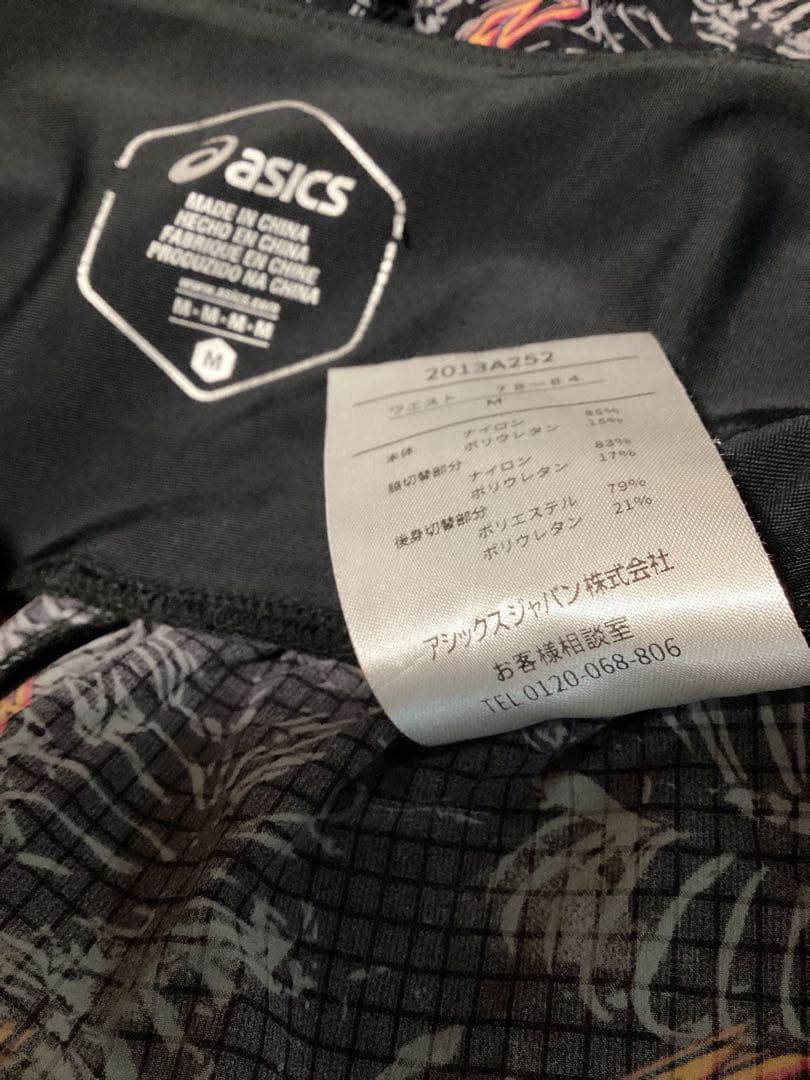 asics
MADE IN CHINA
HECHO EN CHINA
FABRIQUE EN CHINE
PRODUZIDO NA CHINA
www.asics.com
M・M・M・M
M
2013A252
ウエスト 78～84
M
本体 ナイロン 85%
ポリウレタン 15%
脇切替部分 ナイロン 83%
ポリウレタン 17%
後身切替部分 ポリエステル 79%
ポリウレタン 21%
アシックスジャパン株式会社
お客様相談室
TEL 0120-068-806